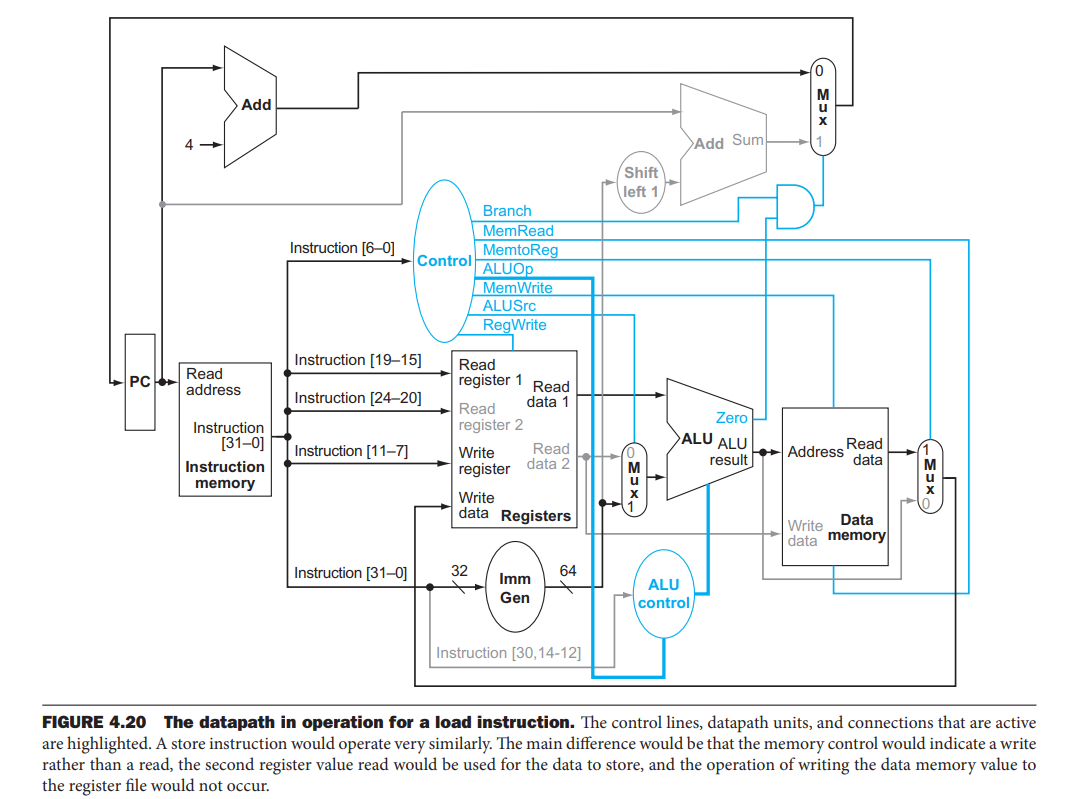 0
M
u
x
1
Add
4
Add Sum
Shift
left 1
Branch
MemRead
Instruction [6–0]
MemtoReg
Control
ALUOp
MemWrite
ALUSrc
RegWrite
Instruction [19–15]
Read
register 1
Read
data 1
PC
Read
address
Instruction [24–20]
Read
register 2
Zero
Instruction
[31–0]
Instruction
memory
Instruction [11–7]
Write
register
Read
data 2
0
M
u
x
1
ALU
ALU
result
Address
Read
data
1
M
u
x
0
Write
data
Registers
Write
data
Data
memory
Instruction [31–0]
32
Imm
Gen
64
ALU
control
Instruction [30,14-12]
FIGURE 4.20 The datapath in operation for a load instruction. The control lines, datapath units, and connections that are active
are highlighted. A store instruction would operate very similarly. The main difference would be that the memory control would indicate a write
rather than a read, the second register value read would be used for the data to store, and the operation of writing the data memory value to
the register file would not occur.